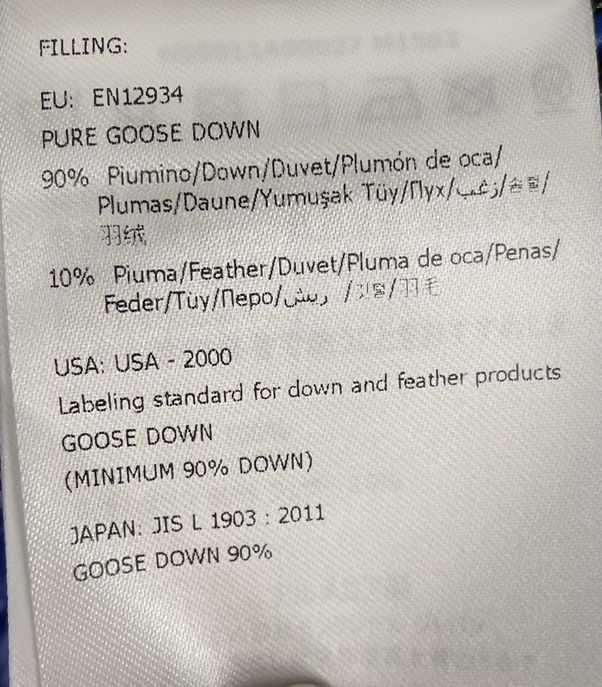 FILLING:
EU: EN12934
PURE GOOSE DOWN
90% Piumino/Down/Duvet/Plumón de oca/
Plumas/Daune/Yumuşak Tüy/Пух/زغب/솜털/
羽绒
10% Piuma/Feather/Duvet/Pluma de oca/Penas/
Feder/Tüy/Перо/ريش /깃털/羽毛
USA: USA - 2000
Labeling standard for down and feather products
GOOSE DOWN
(MINIMUM 90% DOWN)
JAPAN: JIS L 1903 : 2011
GOOSE DOWN 90%